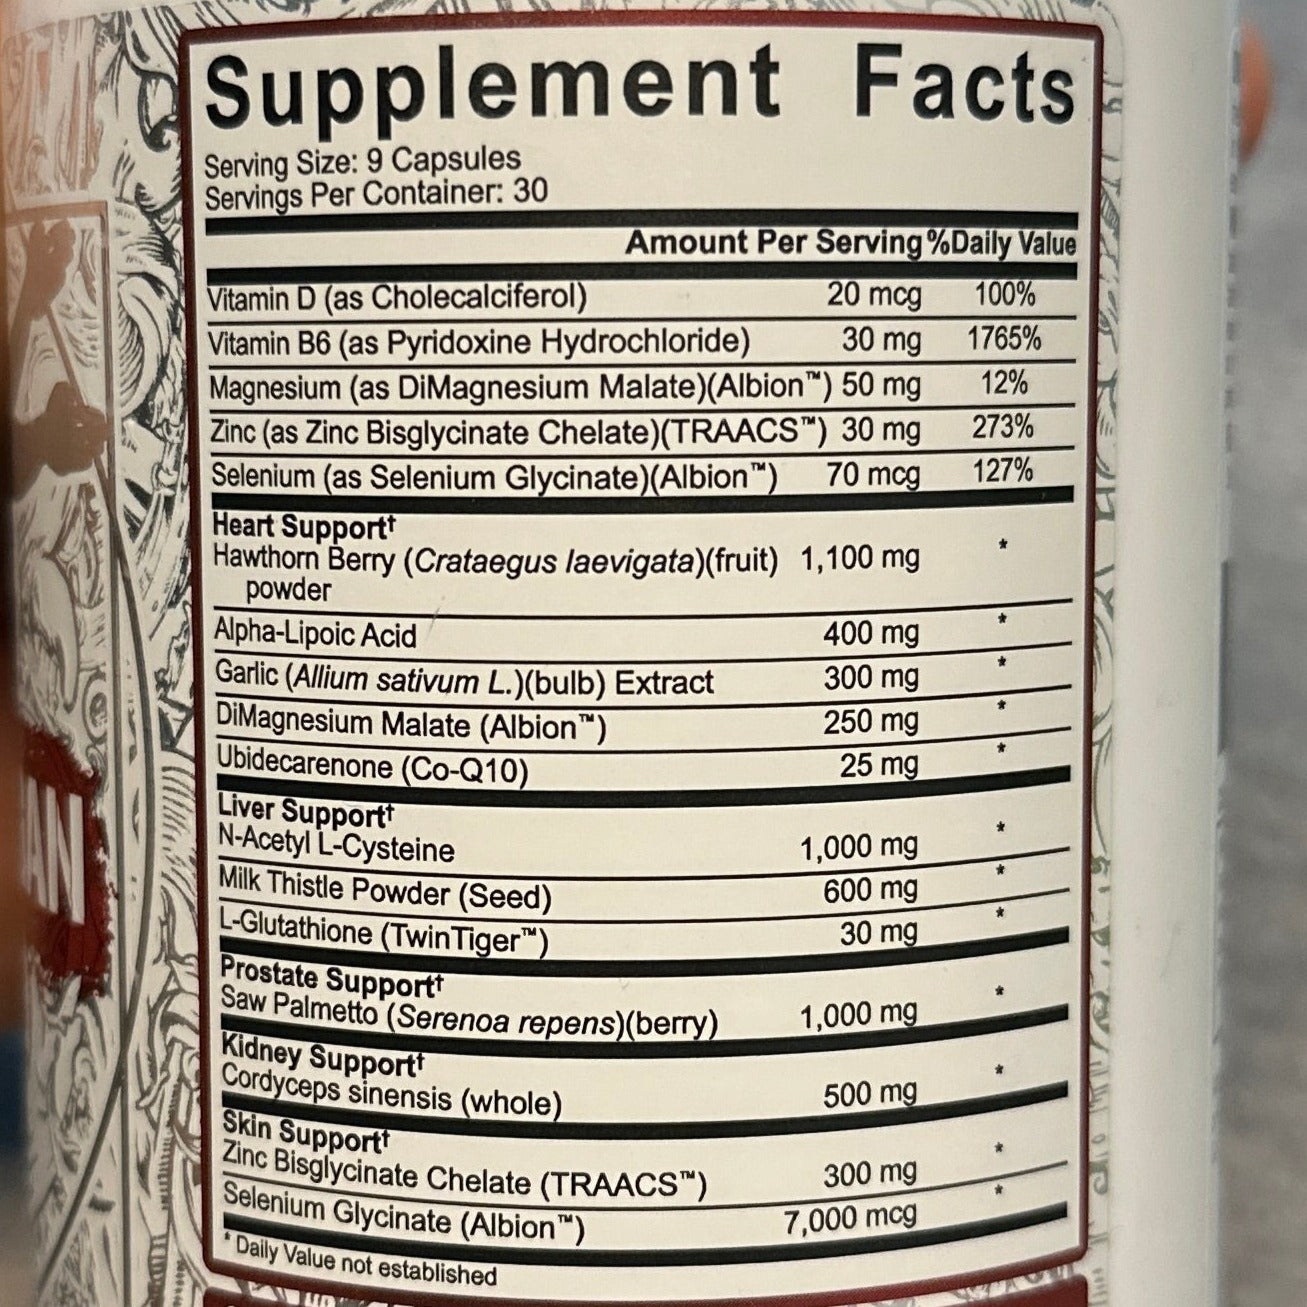 Supplement Facts
Serving Size: 9 Capsules
Servings Per Container: 30
Amount Per Serving %Daily Value
Vitamin D (as Cholecalciferol) 20 mcg 100%
Vitamin B6 (as Pyridoxine Hydrochloride) 30 mg 1765%
Magnesium (as DiMagnesium Malate)(Albion™) 50 mg 12%
Zinc (as Zinc Bisglycinate Chelate)(TRAACS™) 30 mg 273%
Selenium (as Selenium Glycinate)(Albion™) 70 mcg 127%
Heart Support†
Hawthorn Berry (Crataegus laevigata)(fruit) 1,100 mg *
powder
Alpha-Lipoic Acid 400 mg *
Garlic (Allium sativum L.)(bulb) Extract 300 mg *
DiMagnesium Malate (Albion™) 250 mg *
Ubidecarenone (Co-Q10) 25 mg *
Liver Support†
N-Acetyl L-Cysteine 1,000 mg *
Milk Thistle Powder (Seed) 600 mg *
L-Glutathione (TwinTiger™) 30 mg *
Prostate Support†
Saw Palmetto (Serenoa repens)(berry) 1,000 mg *
Kidney Support†
Cordyceps sinensis (whole) 500 mg *
Skin Support†
Zinc Bisglycinate Chelate (TRAACS™) 300 mg *
Selenium Glycinate (Albion™) 7,000 mcg *
* Daily Value not established
AN